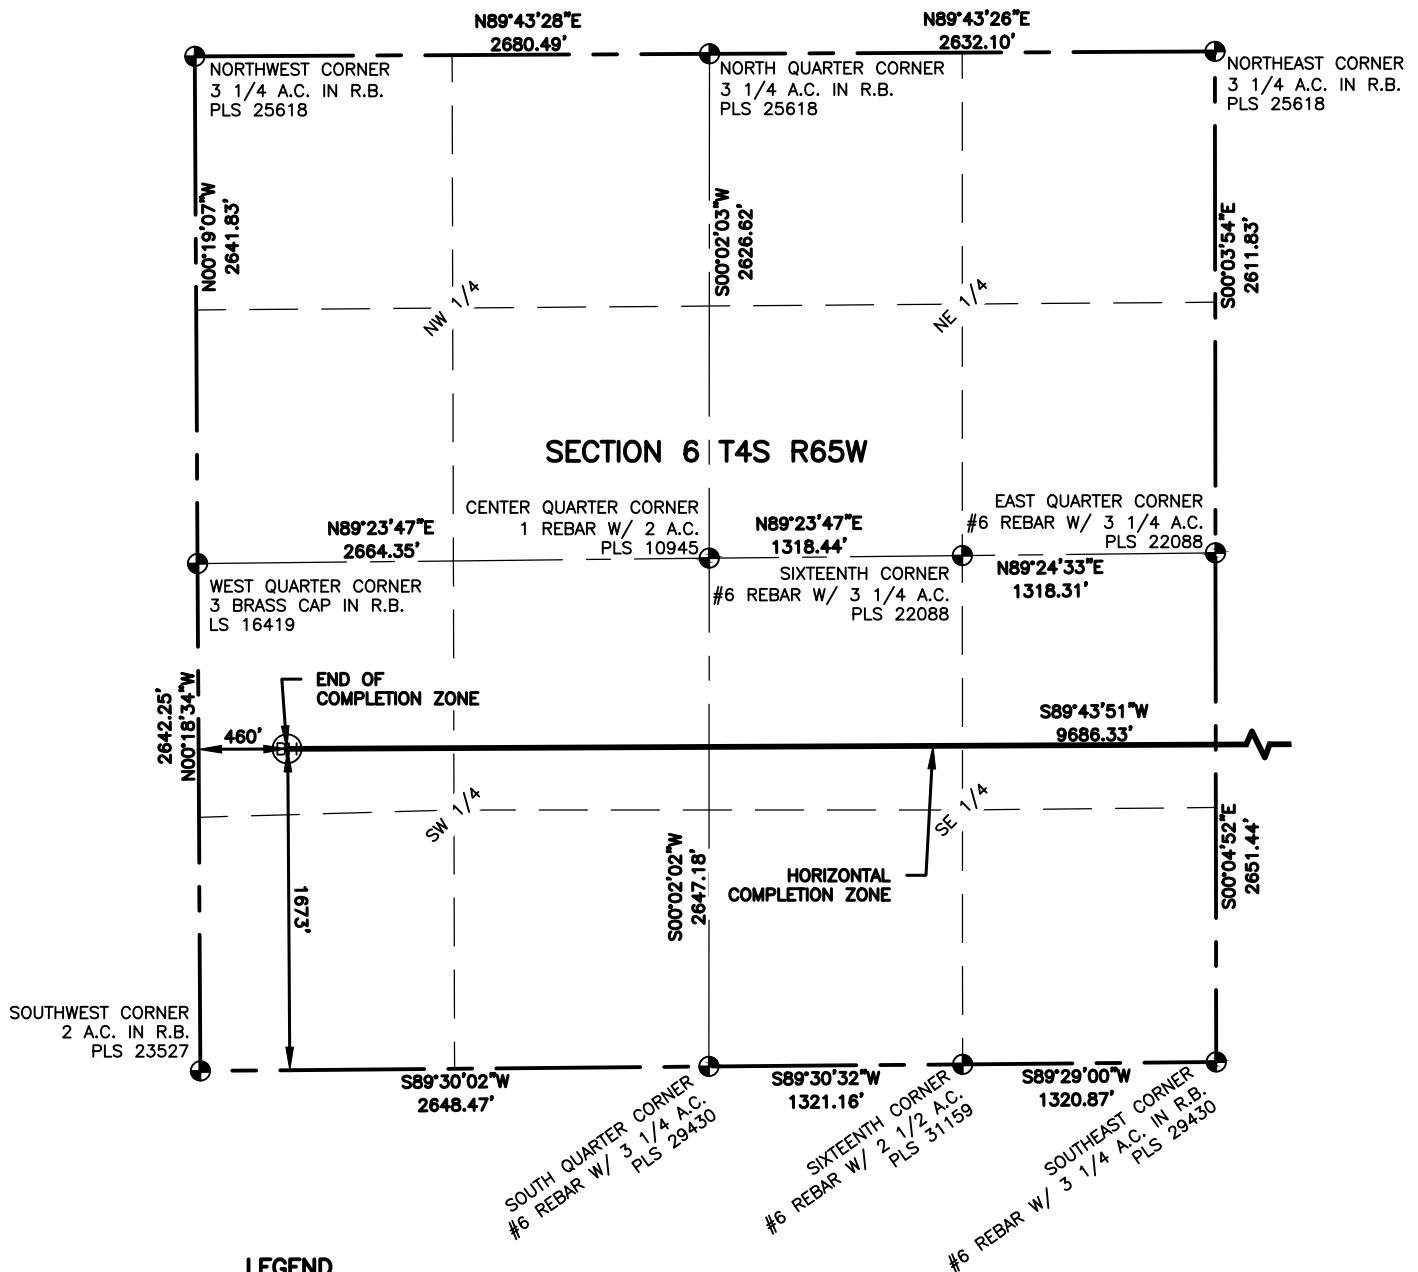 N89°43'28"E
2680.49'
N89°43'26"E
2632.10'
NORTHWEST CORNER
3 1/4 A.C. IN R.B.
PLS 25618
NORTH QUARTER CORNER
3 1/4 A.C. IN R.B.
PLS 25618
NORTHEAST CORNER
3 1/4 A.C. IN R.B.
PLS 25618
N00°19'07"W
2641.83'
S00°02'03"W
2626.62'
S00°03'54"E
2611.83'
NW 1/4
NE 1/4
SECTION 6 T4S R65W
CENTER QUARTER CORNER
1 REBAR W/ 2 A.C.
PLS 10945
EAST QUARTER CORNER
#6 REBAR W/ 3 1/4 A.C.
PLS 22088
N89°23'47"E
2664.35'
N89°23'47"E
1318.44'
WEST QUARTER CORNER
3 BRASS CAP IN R.B.
LS 16419
SIXTEENTH CORNER
#6 REBAR W/ 3 1/4 A.C.
PLS 22088
N89°24'33"E
1318.31'
END OF
COMPLETION ZONE
2642.25'
N00°18'34"W
460'
S89°43'51"W
9686.33'
SW 1/4
SE 1/4
HORIZONTAL
COMPLETION ZONE
1673'
S00°02'02"W
2647.18'
S00°04'52"E
2651.44'
SOUTHWEST CORNER
2 A.C. IN R.B.
PLS 23527
S89°30'02"W
2648.47'
S89°30'32"W
1321.16'
S89°29'00"W
1320.87'
SOUTH QUARTER CORNER
#6 REBAR W/ 3 1/4 A.C.
PLS 29430
SIXTEENTH CORNER
#6 REBAR W/ 2 1/2 A.C.
PLS 31159
SOUTHEAST CORNER
#6 REBAR W/ 3 1/4 A.C. IN R.B.
PLS 29430
LEGEND